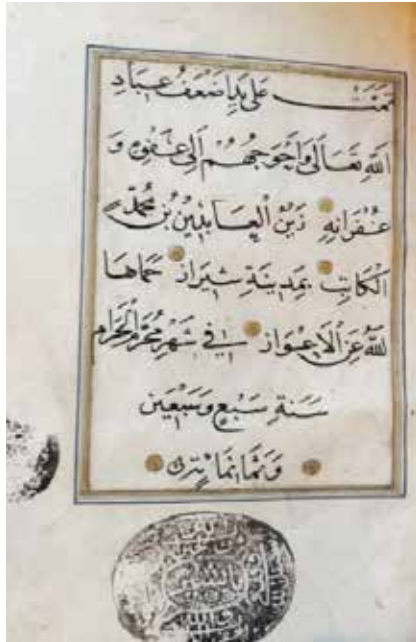 تمت على يد اضعف عباد
الله تعالى واحوجهم الى عفوه و
غفرانه زين العابدين بن محمد
الكاتب بمدينة شيراز حماها
الله عن الاعواز في شهر محرم الحرام
سنة سبع وسبعين
وثمانمائة